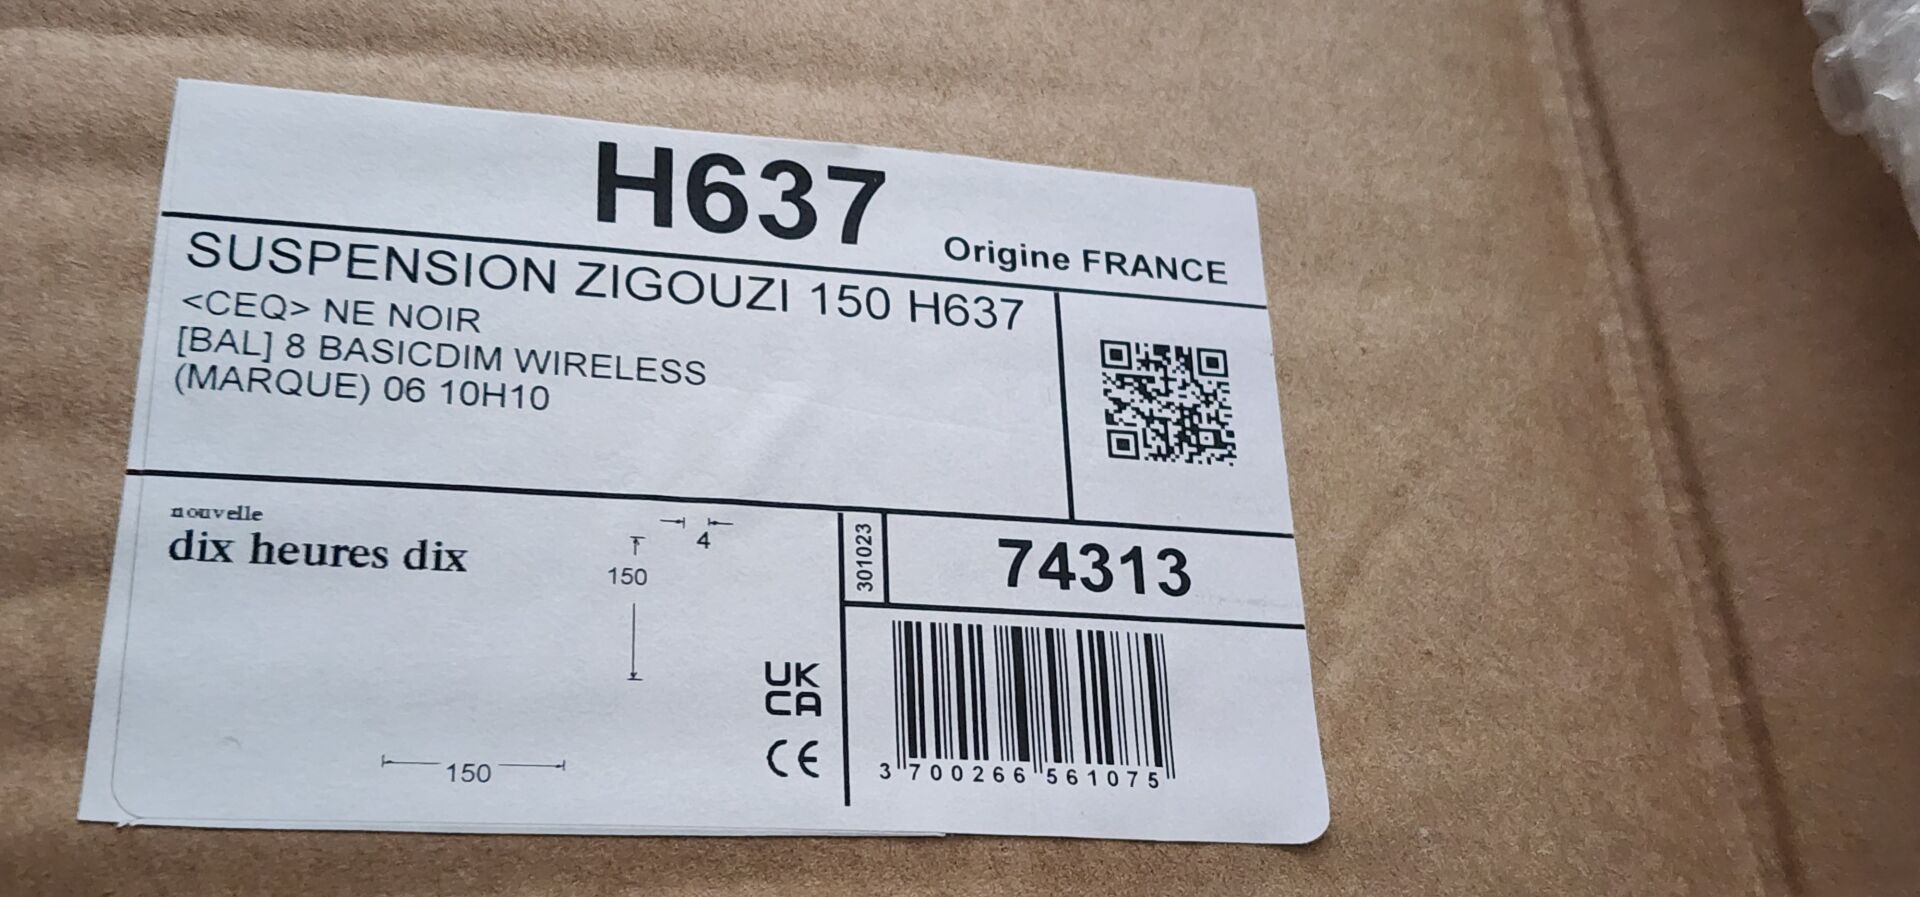 H637
Origine FRANCE
SUSPENSION ZIGOUZI 150 H637
<CEQ> NE NOIR
[BAL] 8 BASICDIM WIRELESS
(MARQUE) 06 10H10
nouvelle
dix heures dix
4
150
150
UK
CA
CE
301023
74313
3 700266 561075